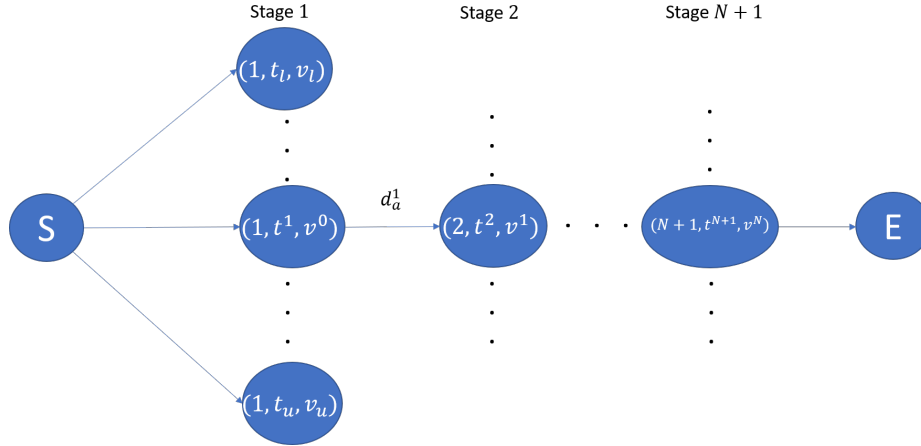 Stage 1
Stage 2
Stage N + 1
(1, t_l, v_l)
S
(1, t^1, v^0)
d_a^1
(2, t^2, v^1)
(N + 1, t^{N+1}, v^N)
E
(1, t_u, v_u)